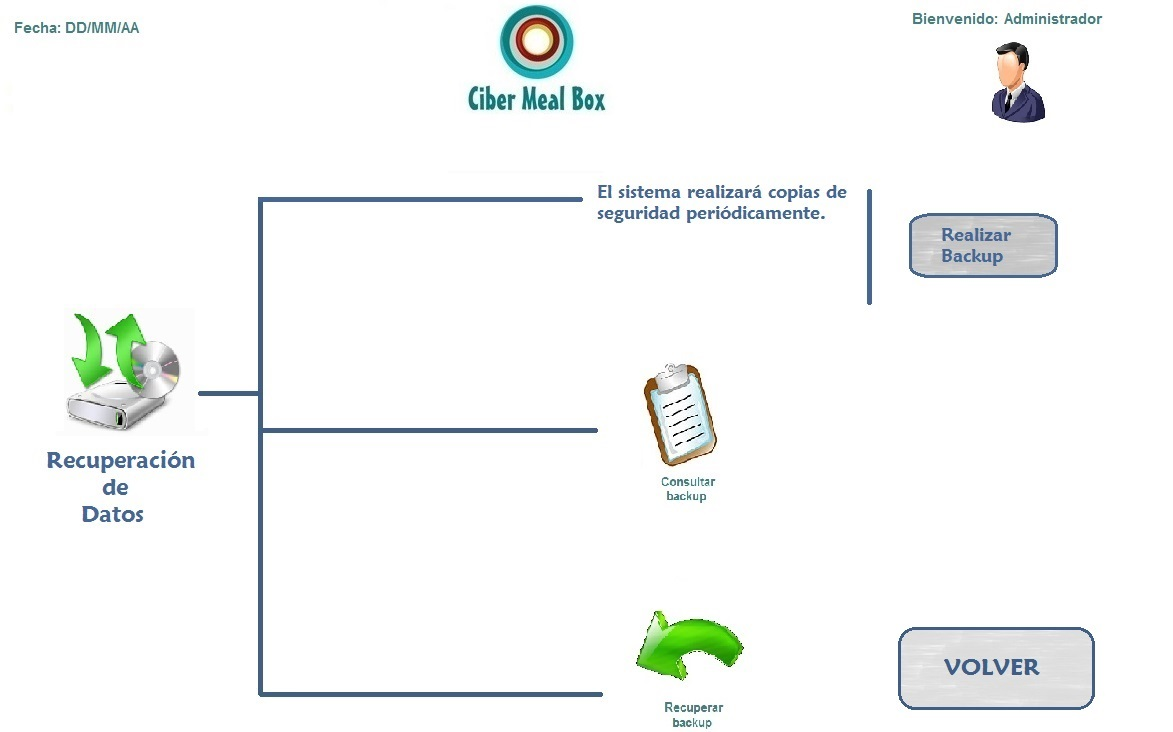 Fecha: DD/MM/AA
Ciber Meal Box
Bienvenido: Administrador
El sistema realizará copias de
seguridad periódicamente.
Realizar
Backup
Recuperación
de
Datos
Consultar
backup
Recuperar
backup
VOLVER